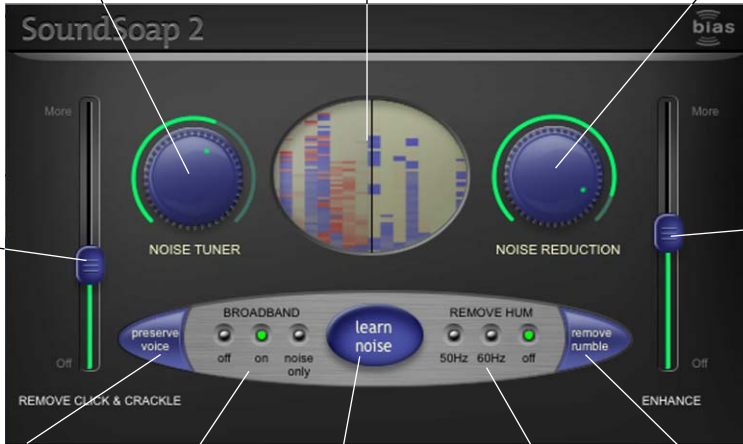 SoundSoap 2
bias
More
More
NOISE TUNER
NOISE REDUCTION
BROADBAND
off
on
noise
only
preserve
voice
learn
noise
REMOVE HUM
50Hz
60Hz
off
remove
rumble
Off
Off
REMOVE CLICK & CRACKLE
ENHANCE